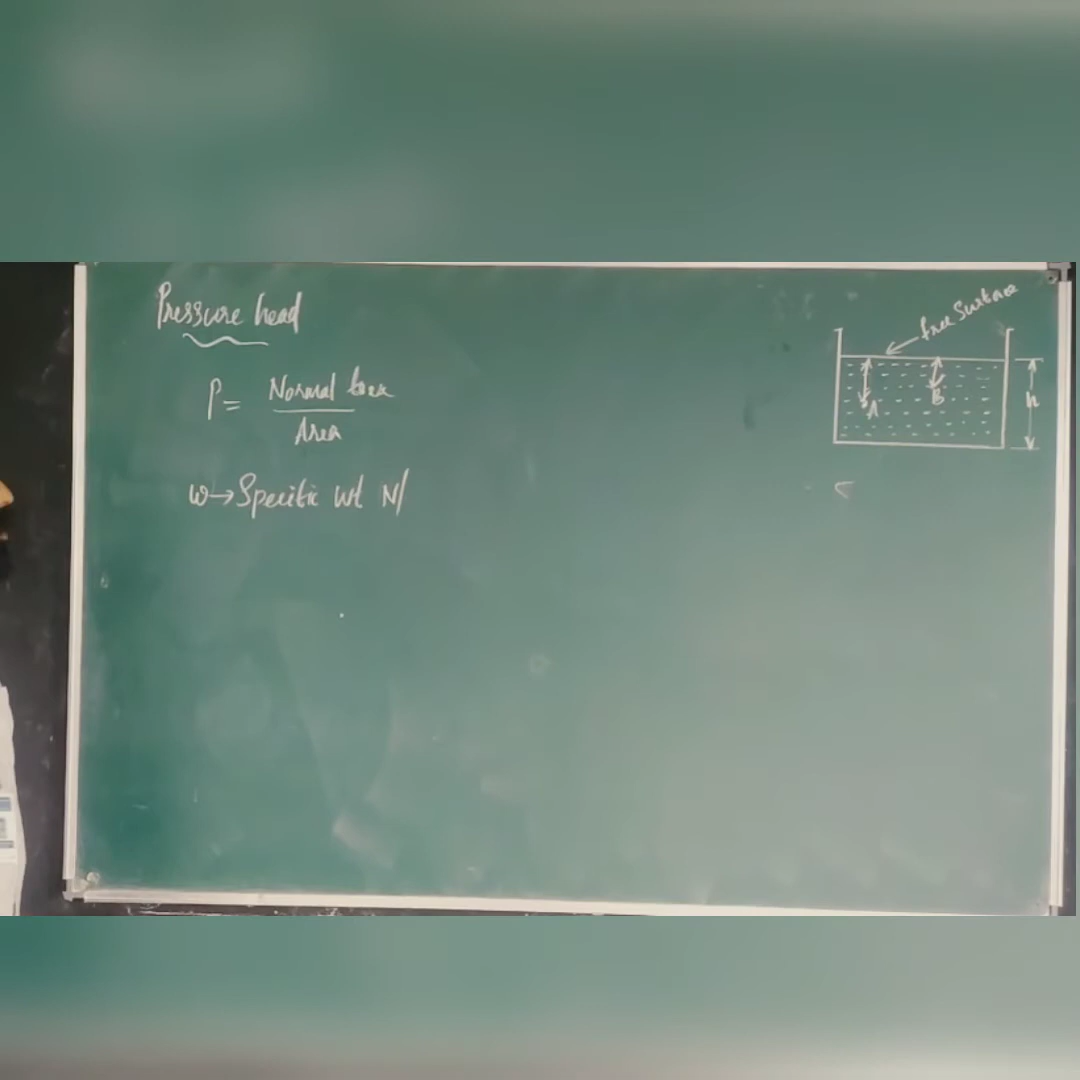 Pressure head
P = Normal force
Area
w → Specific wt N/
free Surface
A
B
h